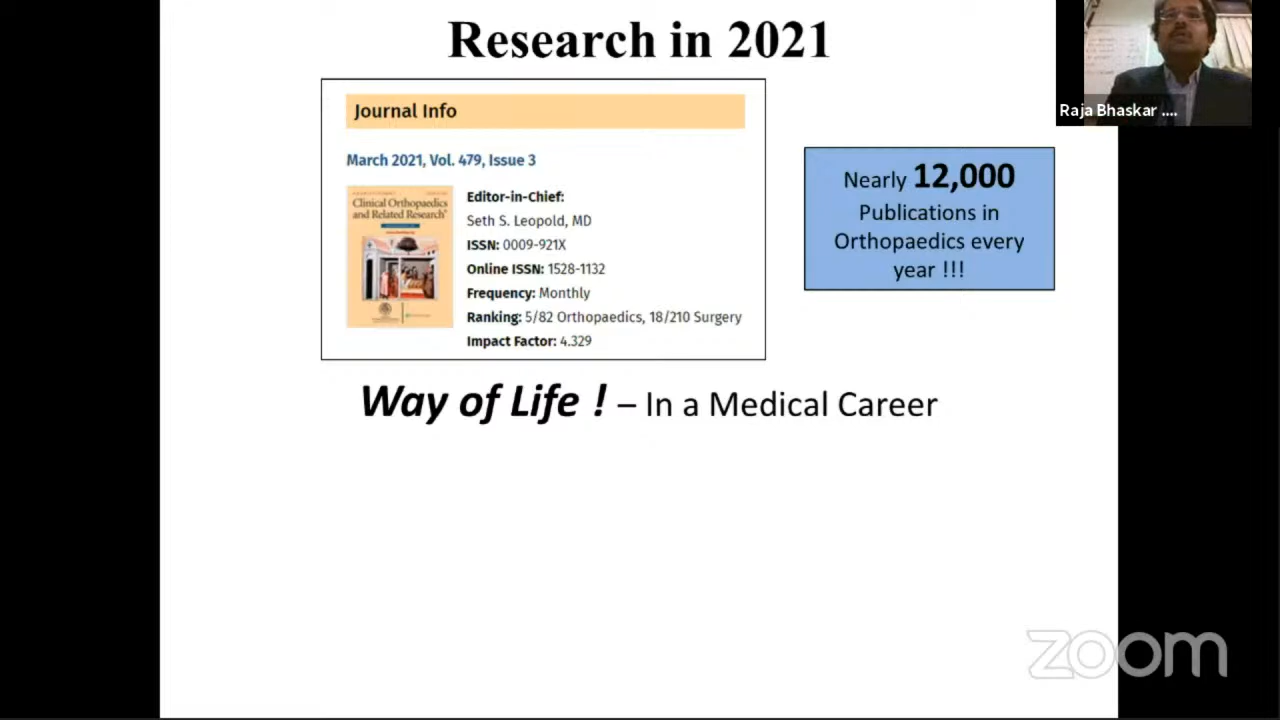 Research in 2021
Raja Bhaskar ....
Journal Info
March 2021, Vol. 479, Issue 3
Clinical Orthopaedics
and Related Research®
Editor-in-Chief:
Seth S. Leopold, MD
ISSN: 0009-921X
Online ISSN: 1528-1132
Frequency: Monthly
Ranking: 5/82 Orthopaedics, 18/210 Surgery
Impact Factor: 4.329
Nearly 12,000
Publications in
Orthopaedics every
year !!!
Way of Life ! – In a Medical Career
zoom